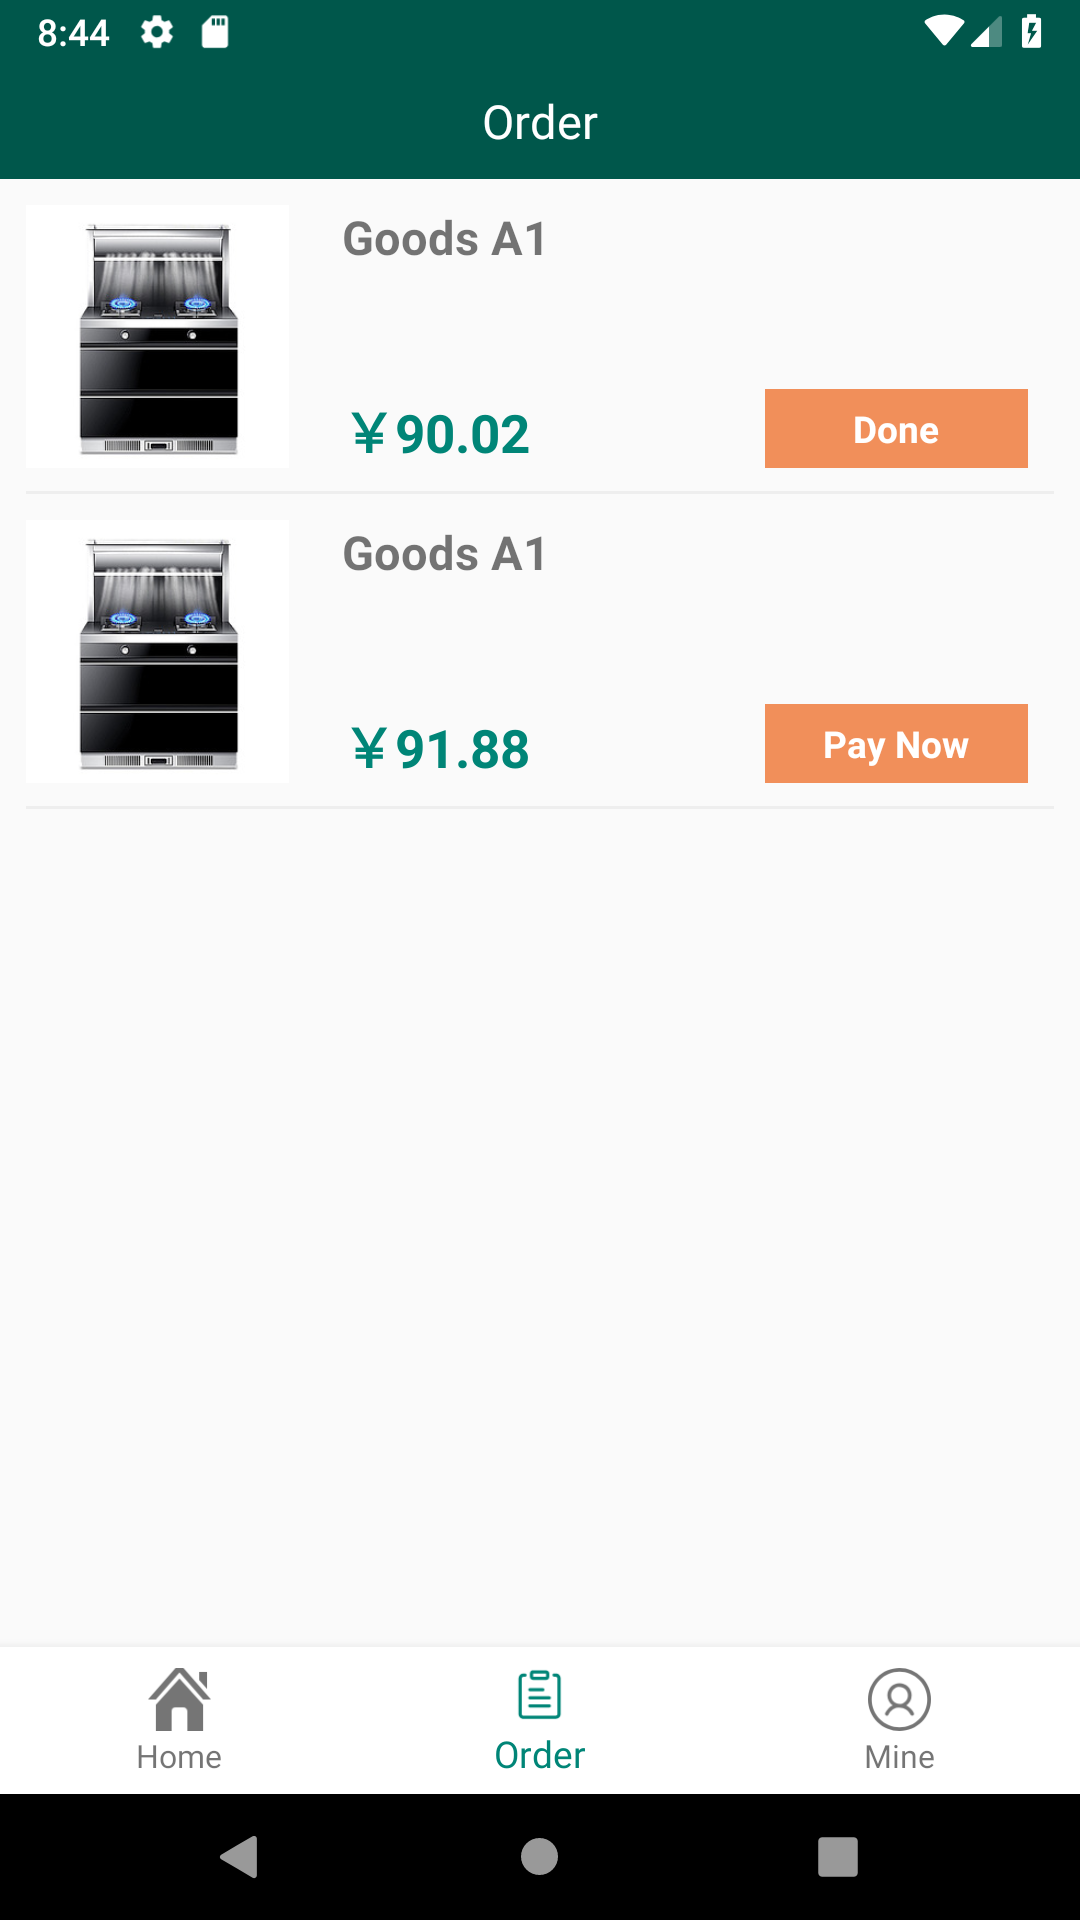 8:44
Order
Goods A1
¥90.02
Done
Goods A1
¥91.88
Pay Now
Home
Order
Mine